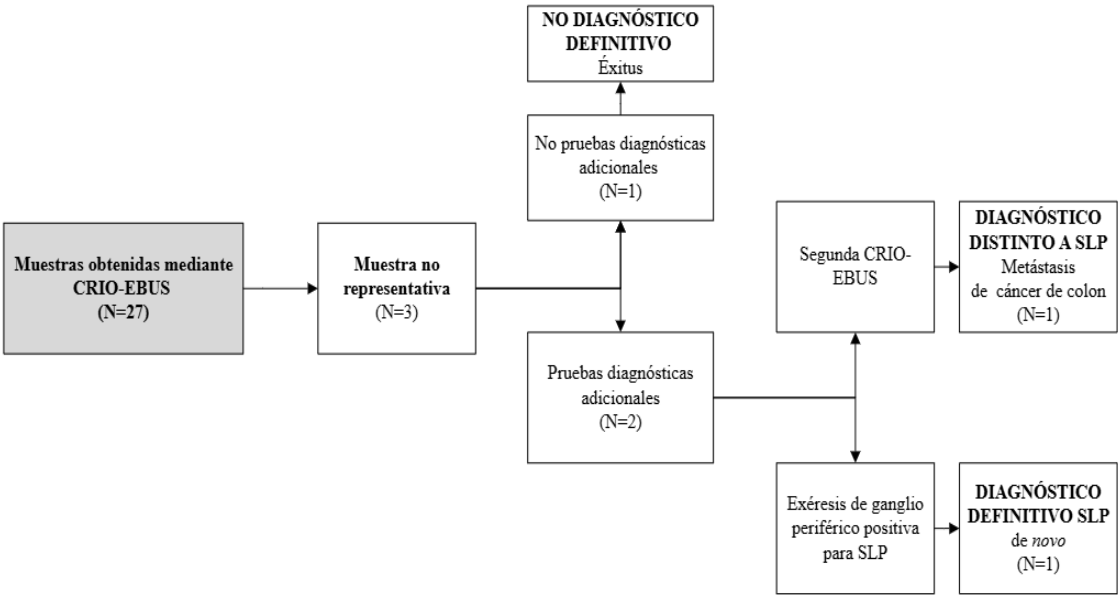 Muestras obtenidas mediante
CRIO-EBUS
(N=27)
Muestra no
representativa
(N=3)
NO DIAGNÓSTICO
DEFINITIVO
Éxitus
No pruebas diagnósticas
adicionales
(N=1)
Pruebas diagnósticas
adicionales
(N=2)
Segunda CRIO-
EBUS
DIAGNÓSTICO
DISTINTO A SLP
Metástasis
de cáncer de colon
(N=1)
Exéresis de ganglio
periférico positiva
para SLP
DIAGNÓSTICO
DEFINITIVO SLP
de novo
(N=1)